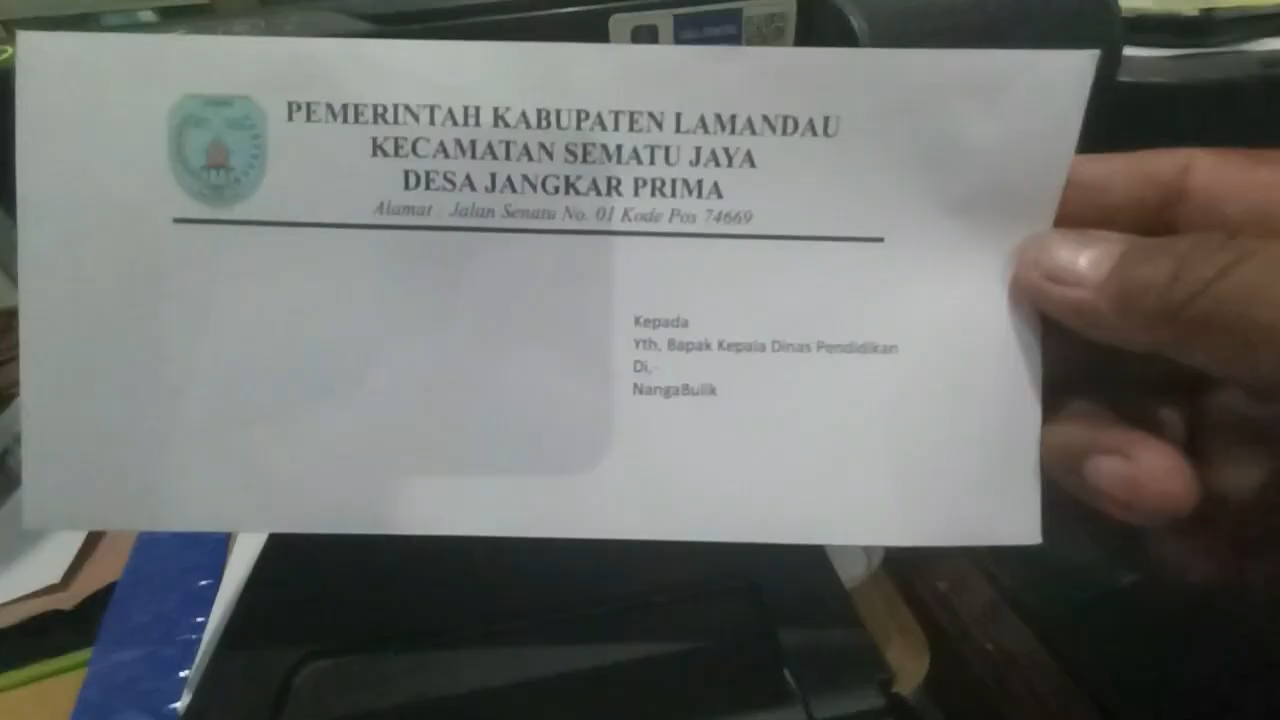 PEMERINTAH KABUPATEN LAMANDAU
KECAMATAN SEMATU JAYA
DESA JANGKAR PRIMA
Alamat : Jalan Senatu No. 01 Kode Pos 74669
Kepada
Yth, Bapak Kepala Dinas Pendidikan
Di,-
NangaBulik